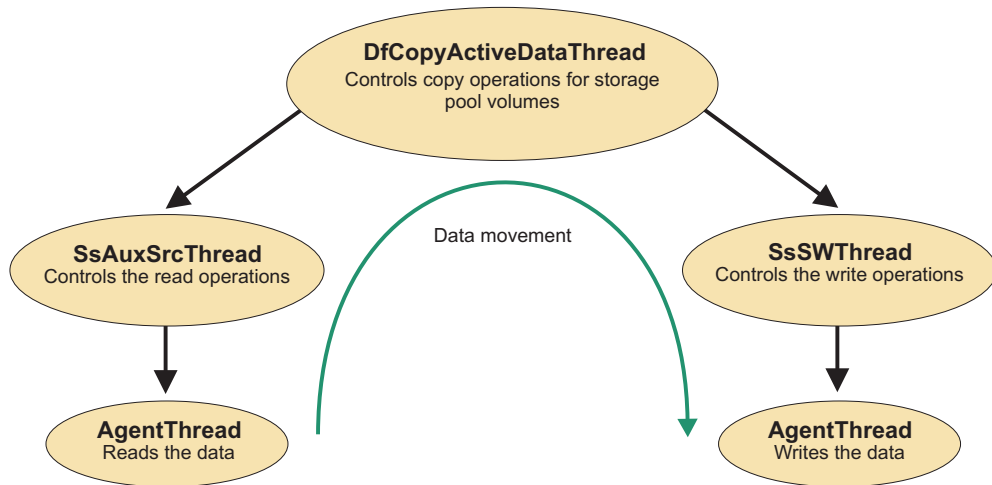 DfCopyActiveDataThread
Controls copy operations for storage
pool volumes
Data movement
SsAuxSrcThread
Controls the read operations
SsSWThread
Controls the write operations
AgentThread
Reads the data
AgentThread
Writes the data